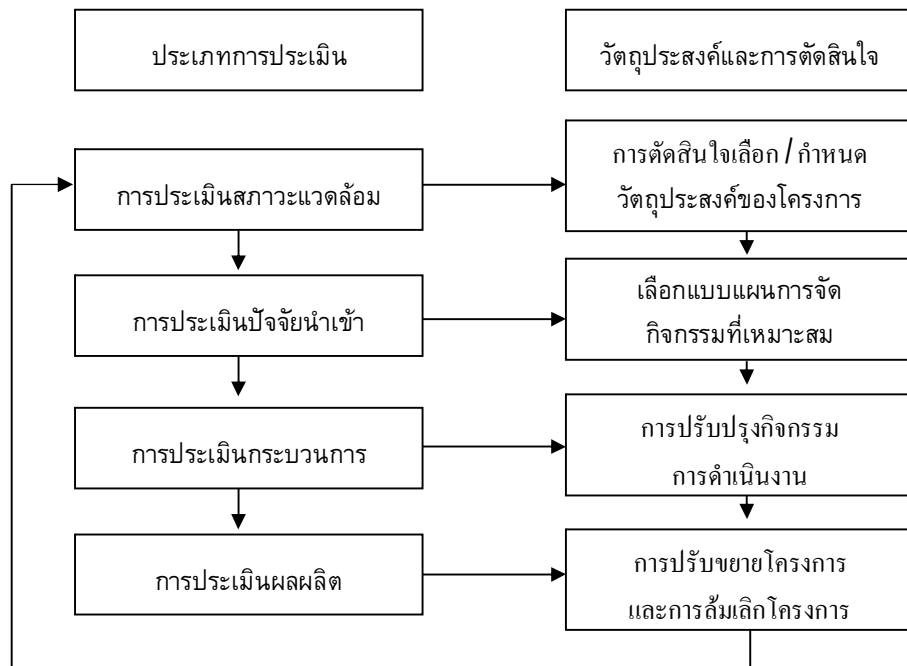 ประเภทการประเมิน
วัตถุประสงค์และการตัดสินใจ
การประเมินสภาวะแวดล้อม
การตัดสินใจเลือก / กำหนด
วัตถุประสงค์ของโครงการ
การประเมินปัจจัยนำเข้า
เลือกแบบแผนการจัด
กิจกรรมที่เหมาะสม
การประเมินกระบวนการ
การปรับปรุงกิจกรรม
การดำเนินงาน
การประเมินผลผลิต
การปรับขยายโครงการ
และการล้มเลิกโครงการ